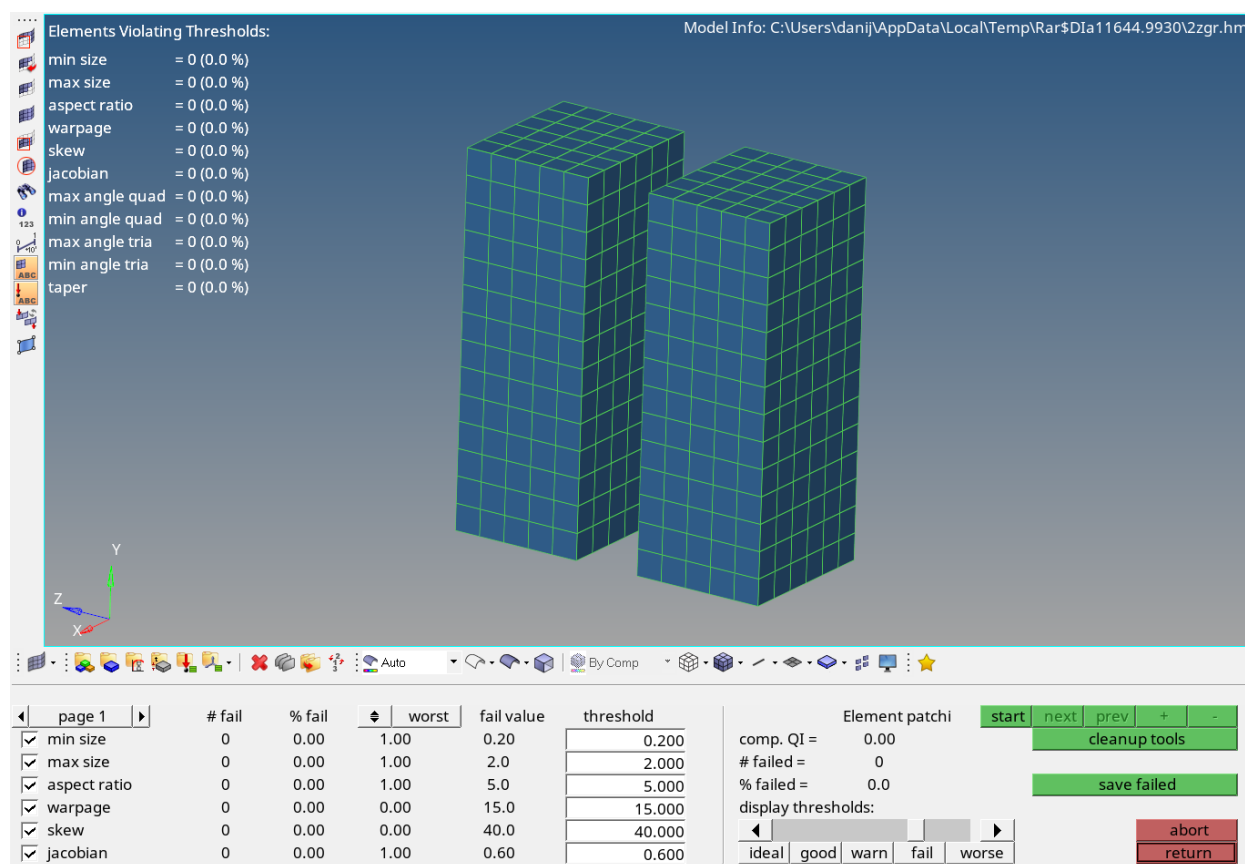 Elements Violating Thresholds:
Model Info: C:\Users\danij\AppData\Local\Temp\Rar$DIa11644.9930\2zgr.hm
min size = 0 (0.0 %)
max size = 0 (0.0 %)
aspect ratio = 0 (0.0 %)
warpage = 0 (0.0 %)
skew = 0 (0.0 %)
jacobian = 0 (0.0 %)
max angle quad = 0 (0.0 %)
min angle quad = 0 (0.0 %)
max angle tria = 0 (0.0 %)
min angle tria = 0 (0.0 %)
taper = 0 (0.0 %)
123
ABC
ABC
Y
Z
X
Auto
By Comp
page 1 # fail % fail worst fail value threshold Element patchi start next prev + -
min size 0 0.00 1.00 0.20 0.200 comp. QI = 0.00 cleanup tools
max size 0 0.00 1.00 2.0 2.000 # failed = 0
aspect ratio 0 0.00 1.00 5.0 5.000 % failed = 0.0 save failed
warpage 0 0.00 0.00 15.0 15.000 display thresholds:
skew 0 0.00 0.00 40.0 40.000 abort
jacobian 0 0.00 1.00 0.60 0.600 ideal good warn fail worse return